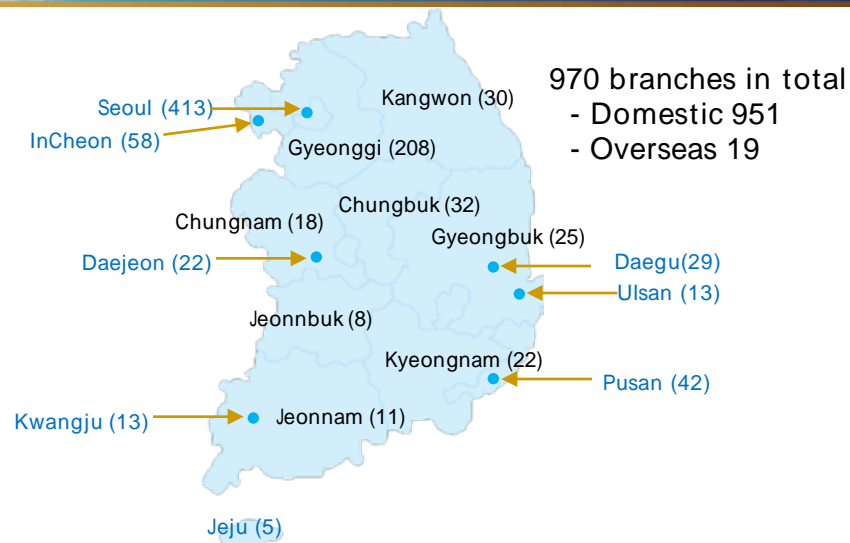 970 branches in total
- Domestic 951
- Overseas 19
Seoul (413)
Kangwon (30)
InCheon (58)
Gyeonggi (208)
Chungbuk (32)
Chungnam (18)
Gyeongbuk (25)
Daejeon (22)
Daegu(29)
Ulsan (13)
Jeonnbuk (8)
Kyeongnam (22)
Pusan (42)
Kwangju (13)
Jeonnam (11)
Jeju (5)